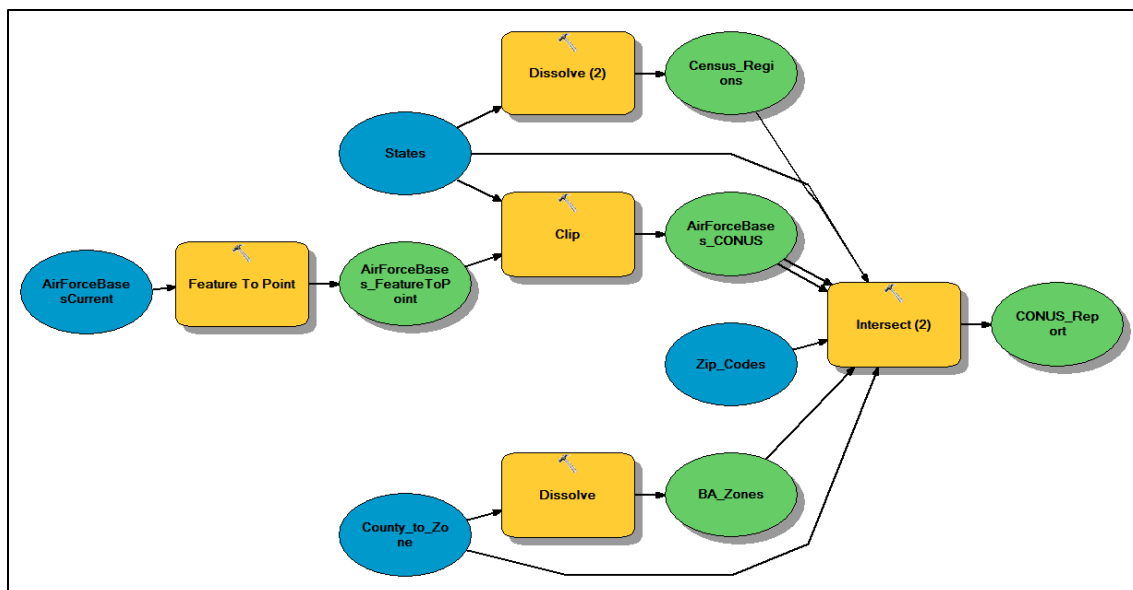 Dissolve (2)
Census_Regi
ons
States
Clip
AirForceBase
s_CONUS
AirForceBas
esCurrent
Feature To Point
AirForceBase
s_FeatureToP
oint
Intersect (2)
CONUS_Rep
ort
Zip_Codes
Dissolve
BA_Zones
County_to_Zo
ne